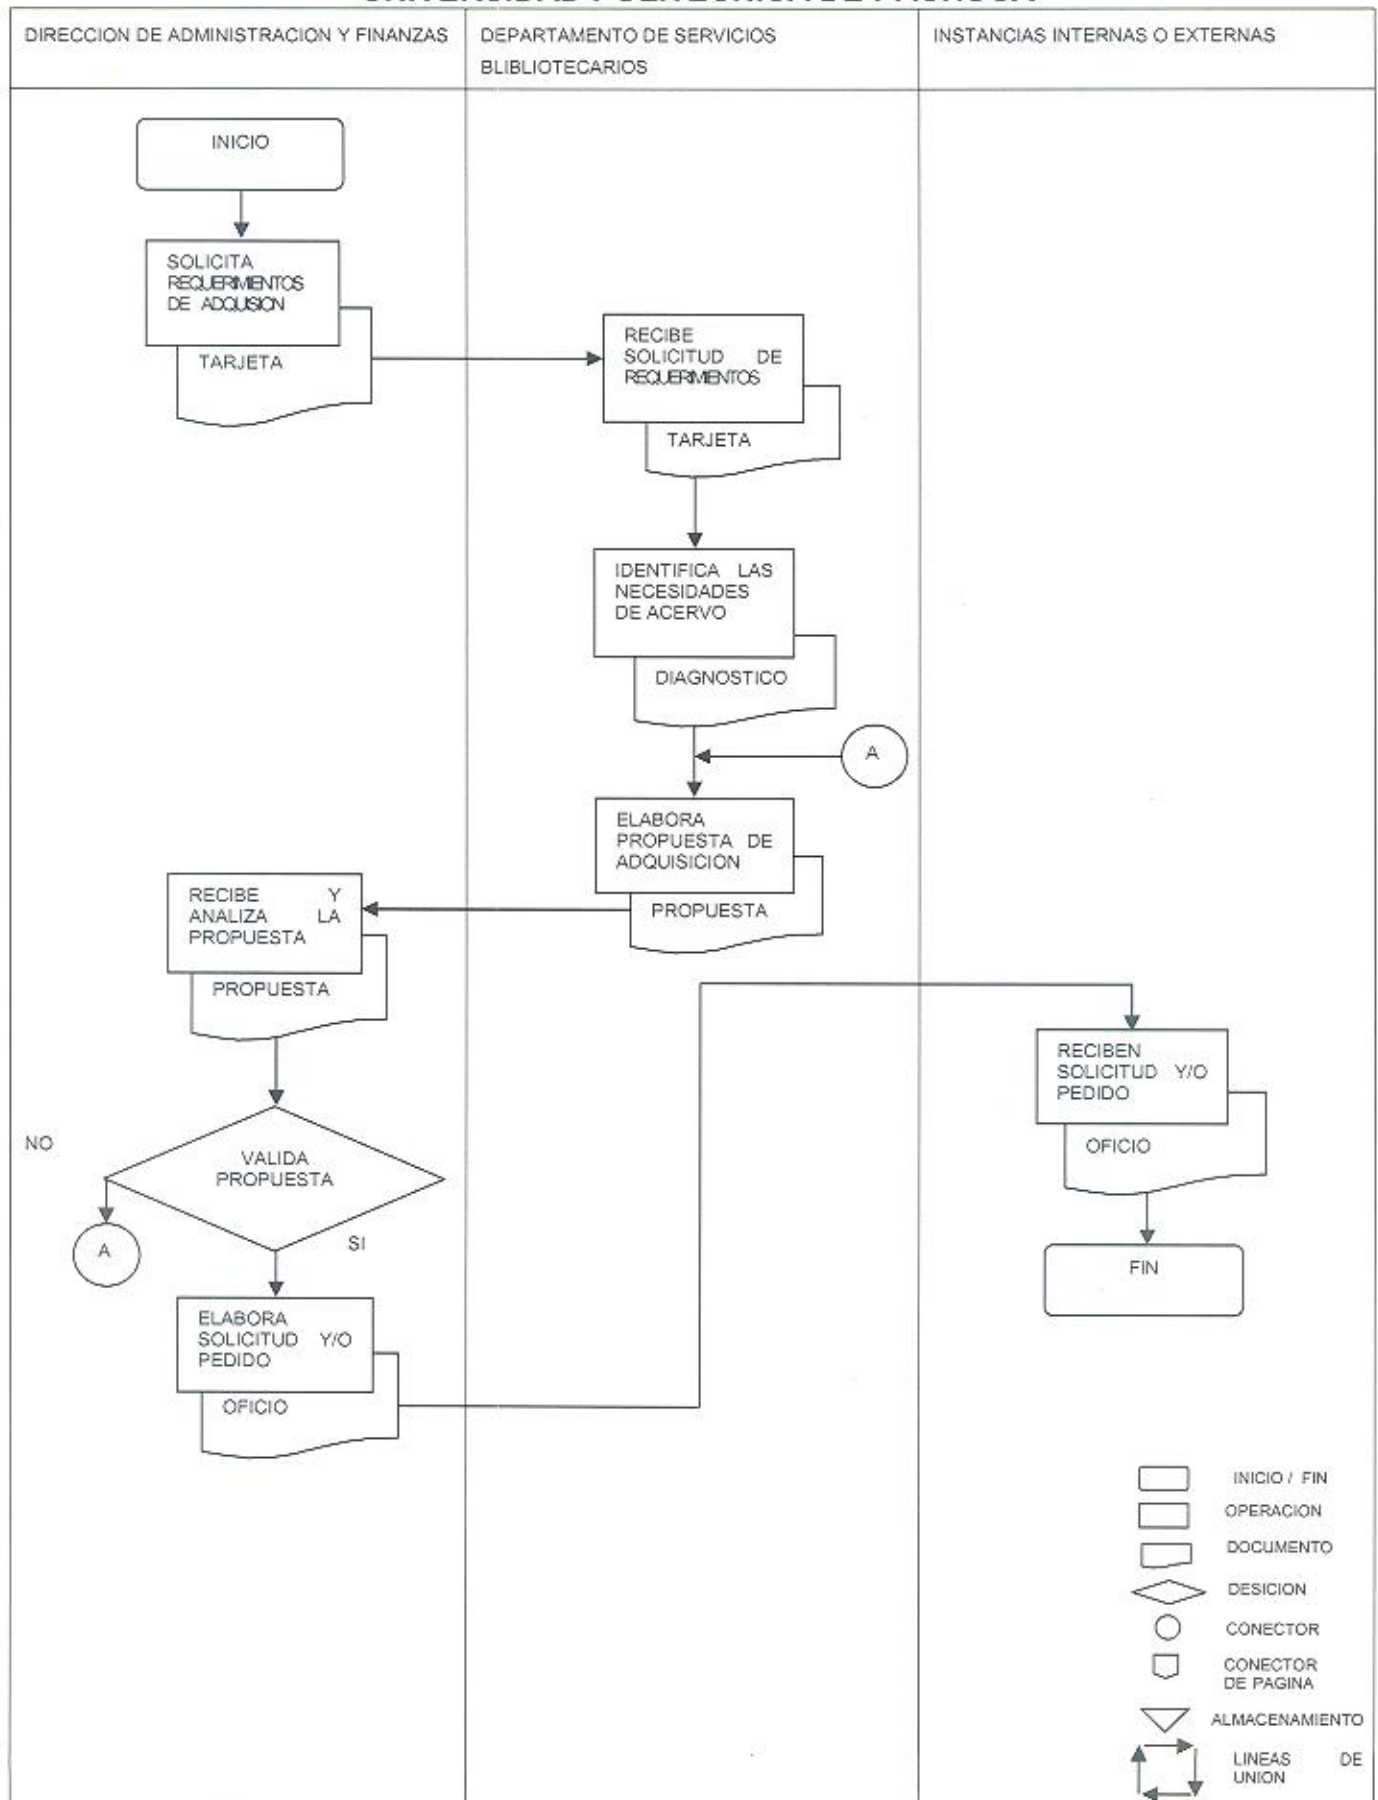 DIRECCION DE ADMINISTRACION Y FINANZAS
DEPARTAMENTO DE SERVICIOS
BLIBLIOTECARIOS
INSTANCIAS INTERNAS O EXTERNAS
INICIO
SOLICITA
REQUERIMIENTOS
DE ADQUISION
TARJETA
RECIBE
SOLICITUD DE
REQUERIMIENTOS
TARJETA
IDENTIFICA LAS
NECESIDADES
DE ACERVO
DIAGNOSTICO
A
ELABORA
PROPUESTA DE
ADQUISICION
PROPUESTA
RECIBE Y
ANALIZA LA
PROPUESTA
PROPUESTA
RECIBEN
SOLICITUD Y/O
PEDIDO
OFICIO
NO
VALIDA
PROPUESTA
A
SI
FIN
ELABORA
SOLICITUD Y/O
PEDIDO
OFICIO
INICIO / FIN
OPERACION
DOCUMENTO
DESICION
CONECTOR
CONECTOR
DE PAGINA
ALMACENAMIENTO
LINEAS DE
UNION